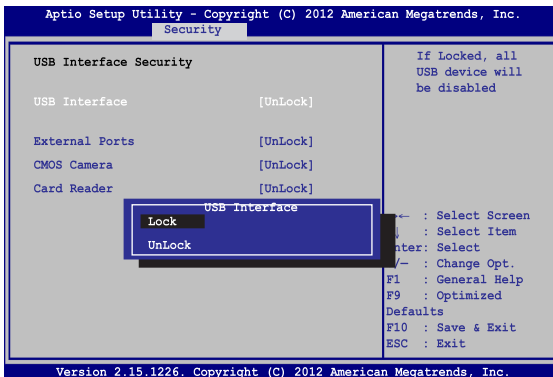 Aptio Setup Utility – Copyright (C) 2012 American Megatrends, Inc.
Security
USB Interface Security
USB Interface [UnLock]
External Ports [UnLock]
CMOS Camera [UnLock]
Card Reader [UnLock]
If Locked, all
USB device will
be disabled
USB Interface
Lock
UnLock
→← : Select Screen
↓ : Select Item
nter: Select
/— : Change Opt.
F1 : General Help
F9 : Optimized
Defaults
F10 : Save & Exit
ESC : Exit
Version 2.15.1226. Copyright (C) 2012 American Megatrends, Inc.